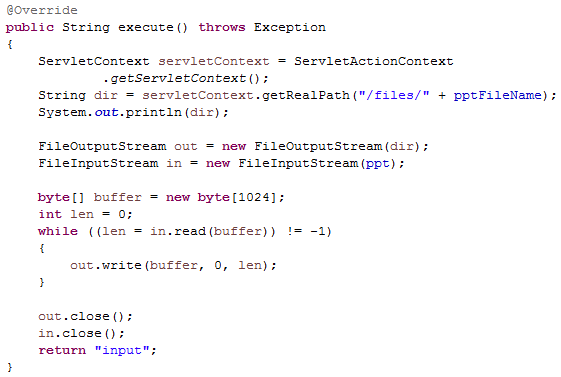 @Override
public String execute() throws Exception
{
    ServletContext servletContext = ServletActionContext
            .getServletContext();
    String dir = servletContext.getRealPath("/files/" + pptFileName);
    System.out.println(dir);

    FileOutputStream out = new FileOutputStream(dir);
    FileInputStream in = new FileInputStream(ppt);

    byte[] buffer = new byte[1024];
    int len = 0;
    while ((len = in.read(buffer)) != -1)
    {
        out.write(buffer, 0, len);
    }

    out.close();
    in.close();
    return "input";
}